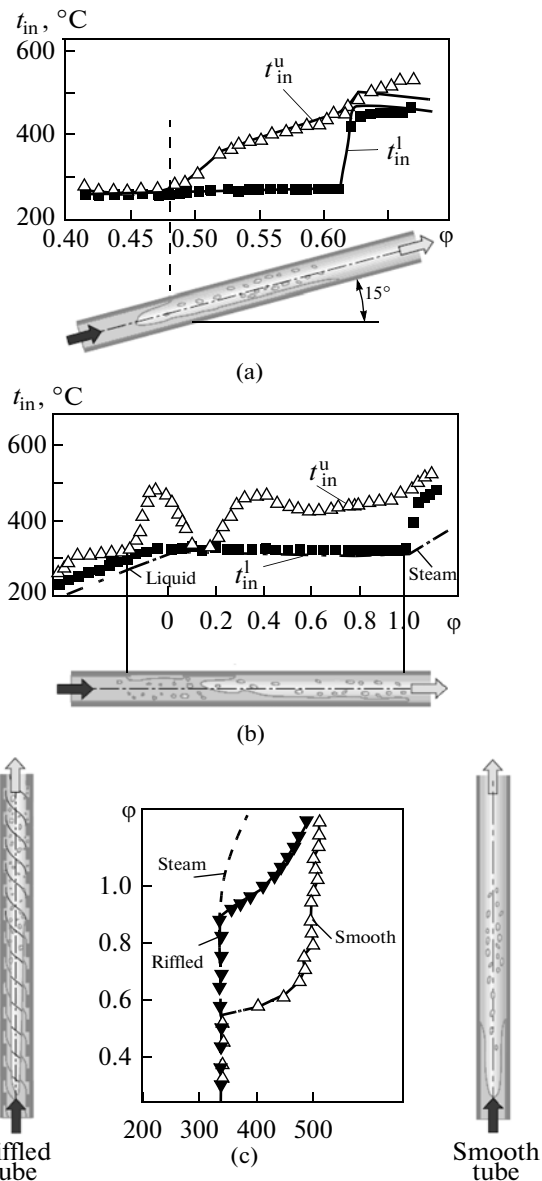 t_in, °C
600
400
200
t_in^u
t_in^l
0.40 0.45 0.50 0.55 0.60 φ
15°
(a)
t_in, °C
600
400
200
t_in^u
Liquid
t_in^l
Steam
0 0.2 0.4 0.6 0.8 1.0 φ
(b)
φ
Steam
1.0
Riffled
Smooth
0.8
0.6
0.4
200 300 400 500
(c)
iffled
ube
Smooth
tube